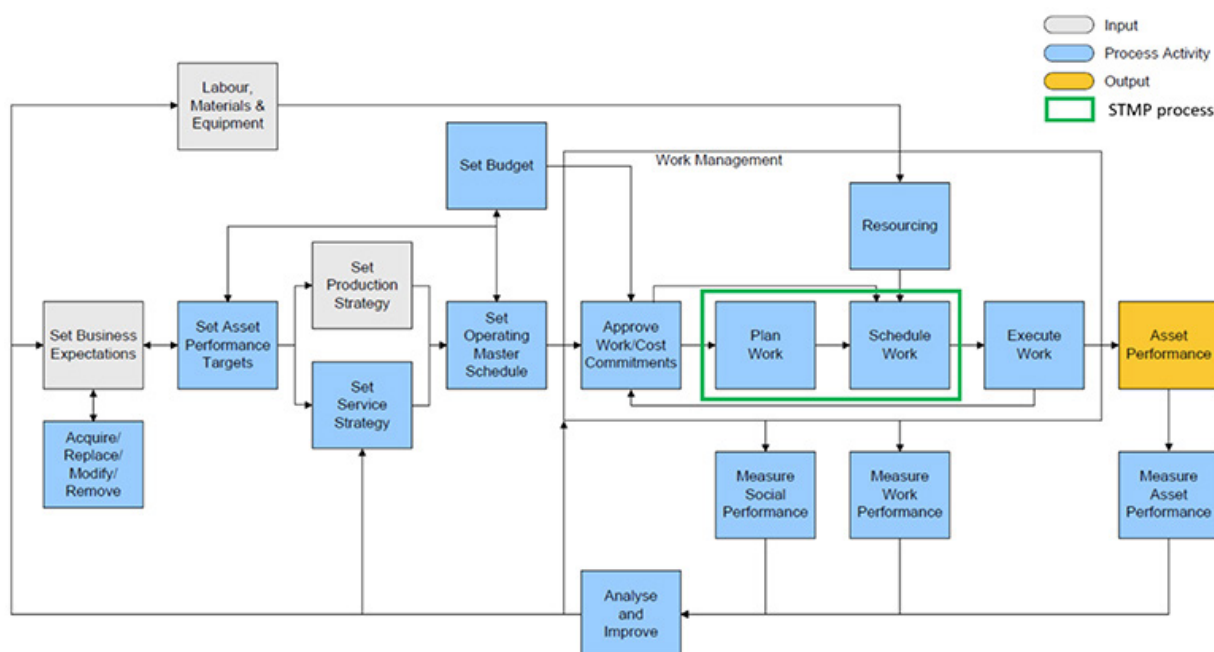 Input
Process Activity
Output
STMP process
Labour,
Materials &
Equipment
Set Budget
Work Management
Resourcing
Set
Production
Strategy
Set Business
Expectations
Set Asset
Performance
Targets
Set
Operating
Master
Schedule
Approve
Work/Cost
Commitments
Plan
Work
Schedule
Work
Execute
Work
Asset
Performance
Set
Service
Strategy
Acquire/
Replace/
Modify/
Remove
Measure
Social
Performance
Measure
Work
Performance
Measure
Asset
Performance
Analyse
and
Improve